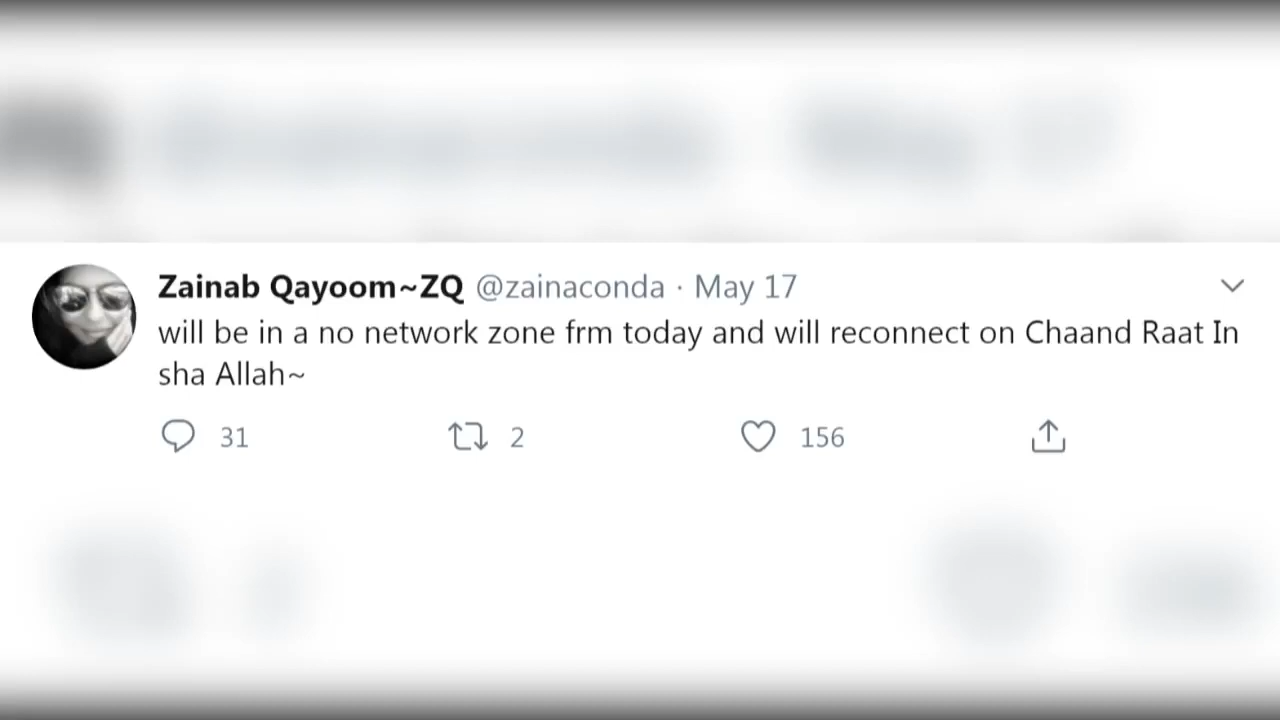 Zainab Qayoom~ZQ @zainaconda · May 17
will be in a no network zone frm today and will reconnect on Chaand Raat In
sha Allah~
31 2 156